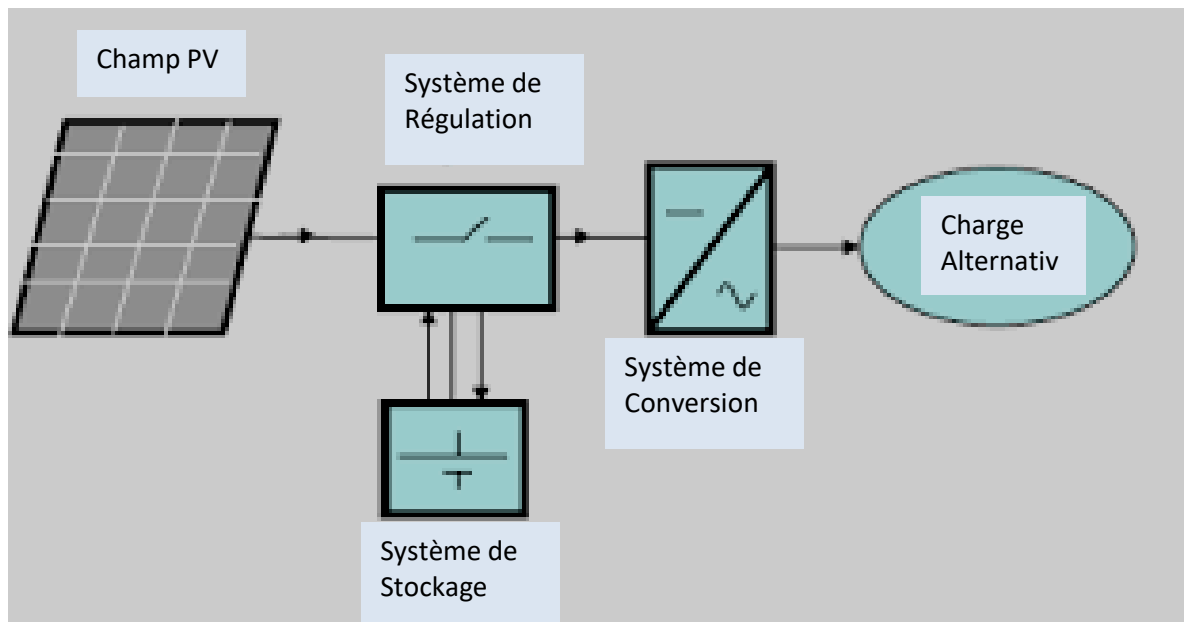 Champ PV
Système de
Régulation
Charge
Alternativ
Système de
Conversion
Système de
Stockage